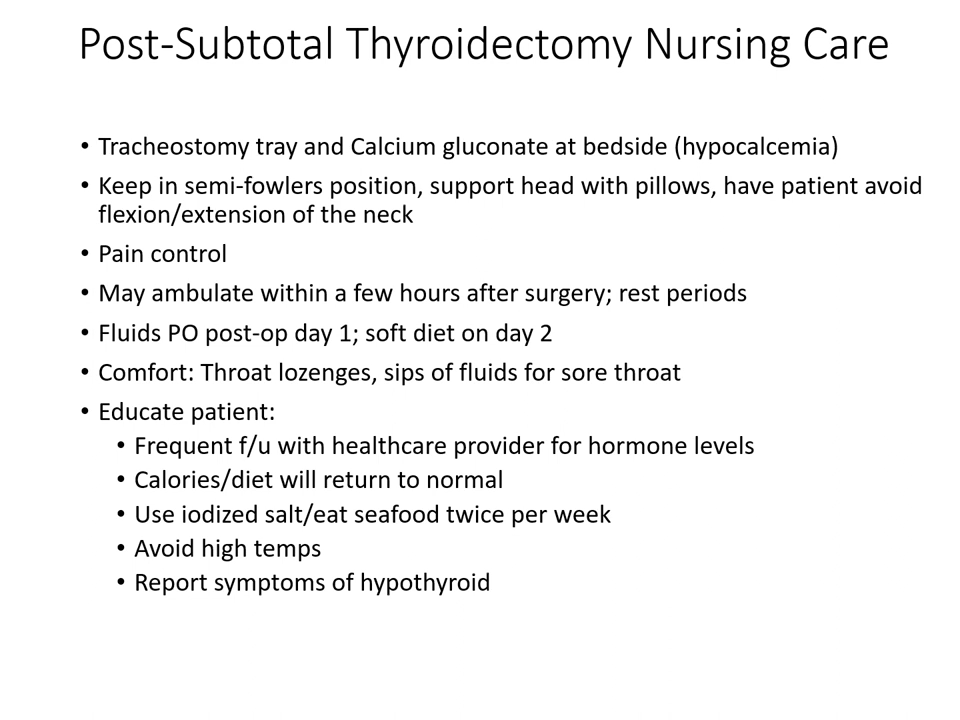 Post-Subtotal Thyroidectomy Nursing Care
• Tracheostomy tray and Calcium gluconate at bedside (hypocalcemia)
• Keep in semi-fowlers position, support head with pillows, have patient avoid
flexion/extension of the neck
• Pain control
• May ambulate within a few hours after surgery; rest periods
• Fluids PO post-op day 1; soft diet on day 2
• Comfort: Throat lozenges, sips of fluids for sore throat
• Educate patient:
• Frequent f/u with healthcare provider for hormone levels
• Calories/diet will return to normal
• Use iodized salt/eat seafood twice per week
• Avoid high temps
• Report symptoms of hypothyroid